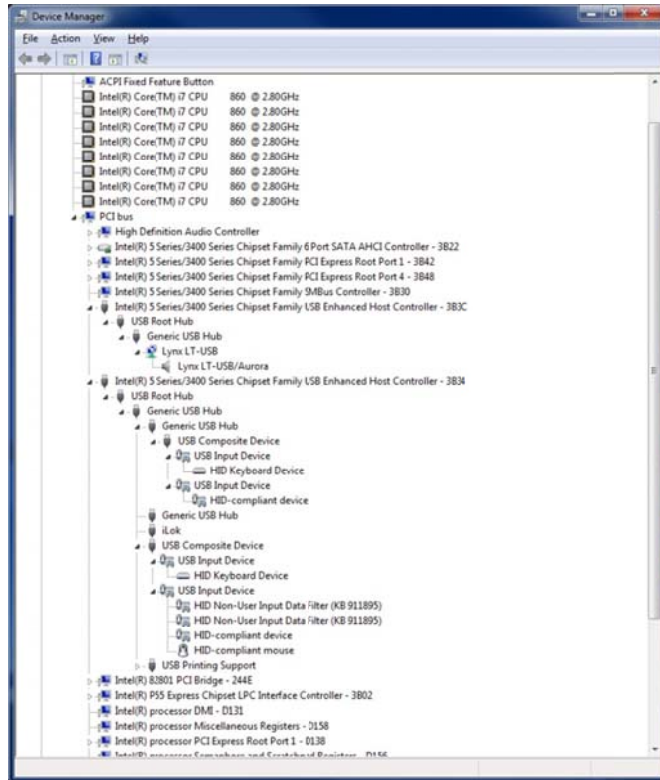 Device Manager
File Action View Help
ACPI Fixed Feature Button
Intel(R) Core(TM) i7 CPU 860 @ 2.80GHz
Intel(R) Core(TM) i7 CPU 860 @ 2.80GHz
Intel(R) Core(TM) i7 CPU 860 @ 2.80GHz
Intel(R) Core(TM) i7 CPU 860 @ 2.80GHz
Intel(R) Core(TM) i7 CPU 860 @ 2.80GHz
Intel(R) Core(TM) i7 CPU 860 @ 2.80GHz
Intel(R) Core(TM) i7 CPU 860 @ 2.80GHz
Intel(R) Core(TM) i7 CPU 860 @ 2.80GHz
PCI bus
High Definition Audio Controller
Intel(R) 5 Series/3400 Series Chipset Family 6 Port SATA AHCI Controller - 3B22
Intel(R) 5 Series/3400 Series Chipset Family PCI Express Root Port 1 - 3B42
Intel(R) 5 Series/3400 Series Chipset Family PCI Express Root Port 4 - 3B48
Intel(R) 5 Series/3400 Series Chipset Family SMBus Controller - 3B30
Intel(R) 5 Series/3400 Series Chipset Family USB Enhanced Host Controller - 3B3C
USB Root Hub
Generic USB Hub
Lynx LT-USB
Lynx LT-USB/Aurora
Intel(R) 5 Series/3400 Series Chipset Family USB Enhanced Host Controller - 3B34
USB Root Hub
Generic USB Hub
Generic USB Hub
USB Composite Device
USB Input Device
HID Keyboard Device
USB Input Device
HID-compliant device
Generic USB Hub
iLok
USB Composite Device
USB Input Device
HID Keyboard Device
USB Input Device
HID Non-User Input Data Filter (KB 911895)
HID Non-User Input Data Filter (KB 911895)
HID-compliant device
HID-compliant mouse
USB Printing Support
Intel(R) 82801 PCI Bridge - 244E
Intel(R) P55 Express Chipset LPC Interface Controller - 3B02
Intel(R) processor DMI - D131
Intel(R) processor Miscellaneous Registers - D158
Intel(R) processor PCI Express Root Port 1 - D138
Intel(R) processor Semaphore and Scratchpad Registers - D156